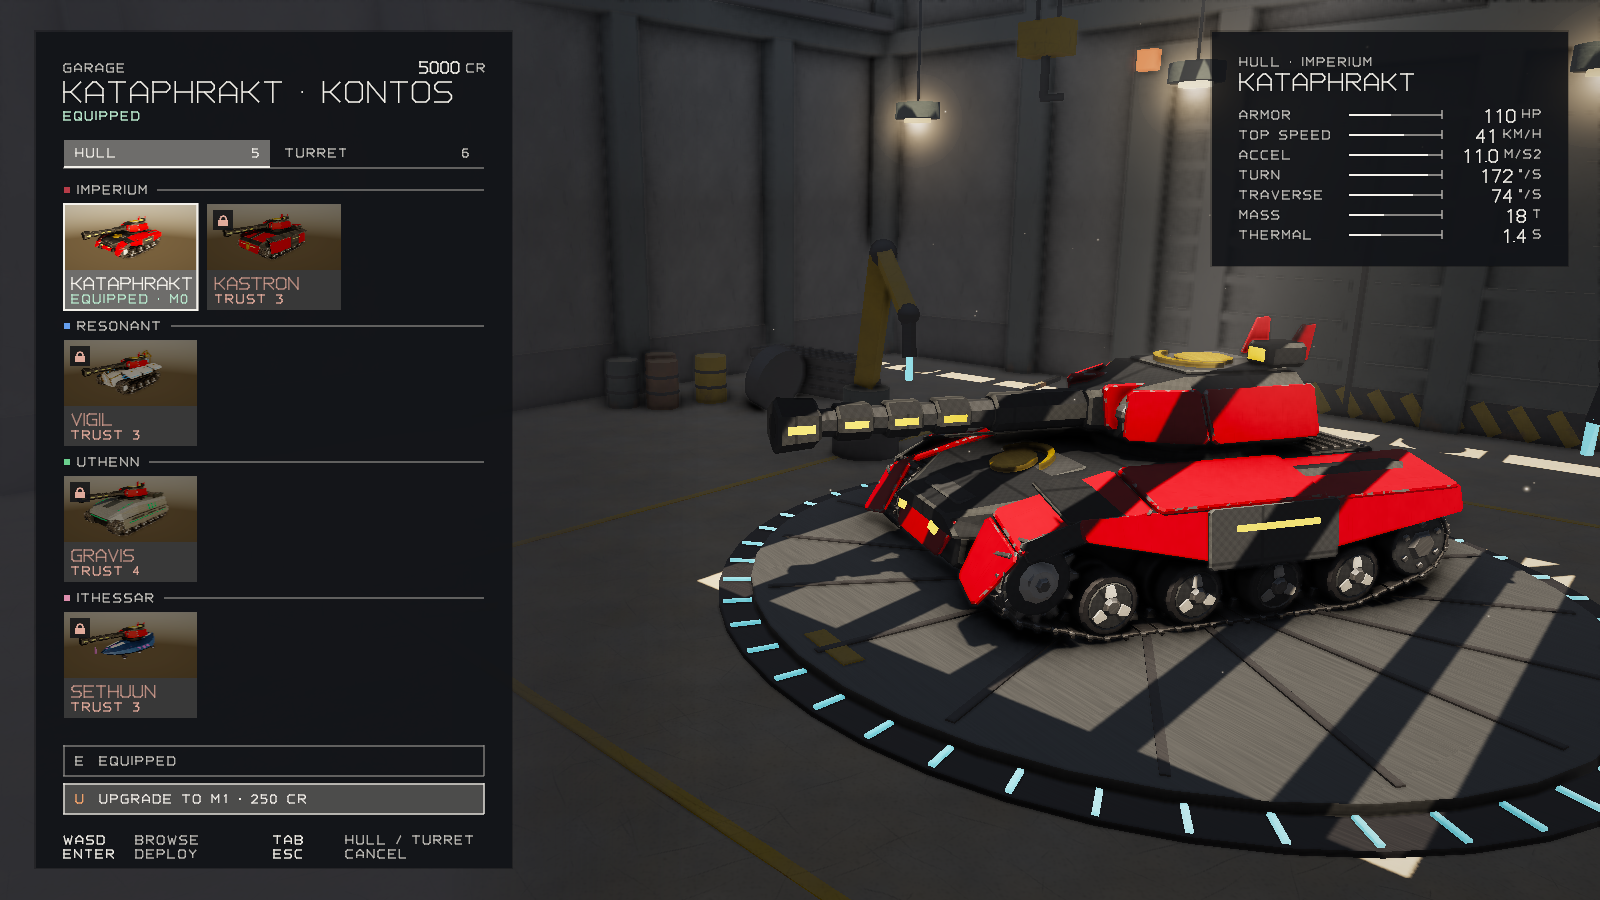 GARAGE 5000 CR
KATAPHRAKT · KONTOS
EQUIPPED
HULL 5 TURRET 6
IMPERIUM
KATAPHRAKT KASTRON
EQUIPPED · M0 TRUST 3
RESONANT
VIGIL
TRUST 3
UTHENN
GRAVIS
TRUST 4
ITHESSAR
SETHUUN
TRUST 3
E EQUIPPED
U UPGRADE TO M1 · 250 CR
WASD BROWSE TAB HULL / TURRET
ENTER DEPLOY ESC CANCEL
HULL · IMPERIUM
KATAPHRAKT
ARMOR 110 HP
TOP SPEED 41 KM/H
ACCEL 11.0 M/S2
TURN 172 °/S
TRAVERSE 74 °/S
MASS 18 T
THERMAL 1.4 S